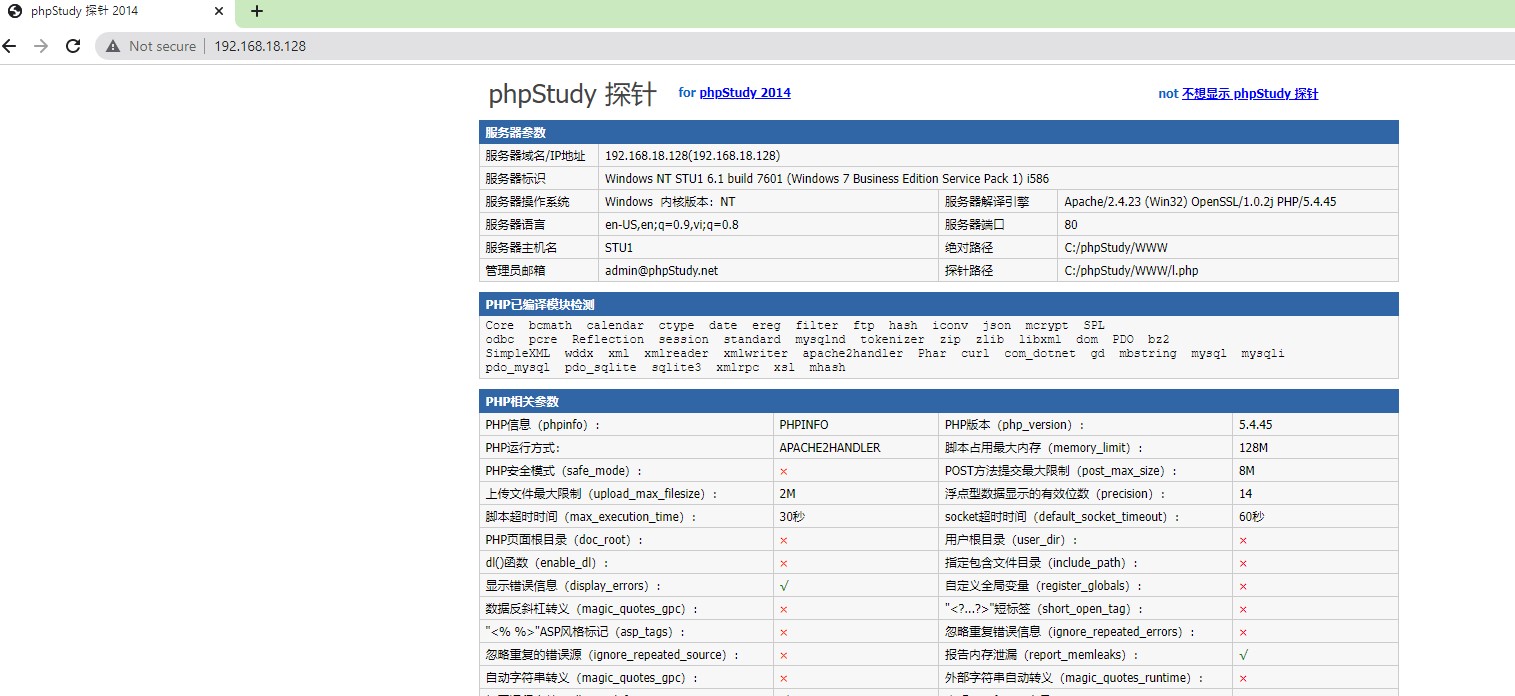 phpStudy 探针 2014
Not secure 192.168.18.128
phpStudy 探针 for phpStudy 2014 not 不想显示 phpStudy 探针
服务器参数
服务器域名/IP地址 192.168.18.128(192.168.18.128)
服务器标识 Windows NT STU1 6.1 build 7601 (Windows 7 Business Edition Service Pack 1) i586
服务器操作系统 Windows 内核版本：NT 服务器解译引擎 Apache/2.4.23 (Win32) OpenSSL/1.0.2j PHP/5.4.45
服务器语言 en-US,en;q=0.9,vi;q=0.8 服务器端口 80
服务器主机名 STU1 绝对路径 C:/phpStudy/WWW
管理员邮箱 admin@phpStudy.net 探针路径 C:/phpStudy/WWW/l.php
PHP已编译模块检测
Core bcmath calendar ctype date ereg filter ftp hash iconv json mcrypt SPL
odbc pcre Reflection session standard mysqlnd tokenizer zip zlib libxml dom PDO bz2
SimpleXML wddx xml xmlreader xmlwriter apache2handler Phar curl com_dotnet gd mbstring mysql mysqli
pdo_mysql pdo_sqlite sqlite3 xmlrpc xsl mhash
PHP相关参数
PHP信息（phpinfo）： PHPINFO PHP版本（php_version）： 5.4.45
PHP运行方式： APACHE2HANDLER 脚本占用最大内存（memory_limit）： 128M
PHP安全模式（safe_mode）： × POST方法提交最大限制（post_max_size）： 8M
上传文件最大限制（upload_max_filesize）： 2M 浮点型数据显示的有效位数（precision）： 14
脚本超时时间（max_execution_time）： 30秒 socket超时时间（default_socket_timeout）： 60秒
PHP页面根目录（doc_root）： × 用户根目录（user_dir）： ×
dl()函数（enable_dl）： × 指定包含文件目录（include_path）： ×
显示错误信息（display_errors）： √ 自定义全局变量（register_globals）： ×
数据反斜杠转义（magic_quotes_gpc）： × "<?...?>"短标签（short_open_tag）： ×
"<% %>"ASP风格标记（asp_tags）： × 忽略重复错误信息（ignore_repeated_errors）： ×
忽略重复的错误源（ignore_repeated_source）： × 报告内存泄漏（report_memleaks）： √
自动字符串转义（magic_quotes_gpc）： × 外部字符串自动转义（magic_quotes_runtime）： ×